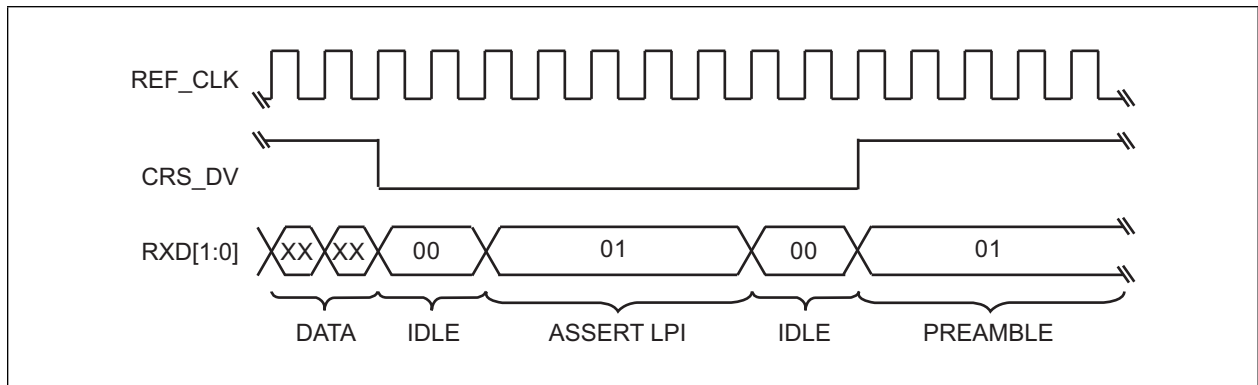 REF_CLK
CRS_DV
RXD[1:0] XX XX 00 01 00 01
DATA IDLE ASSERT LPI IDLE PREAMBLE